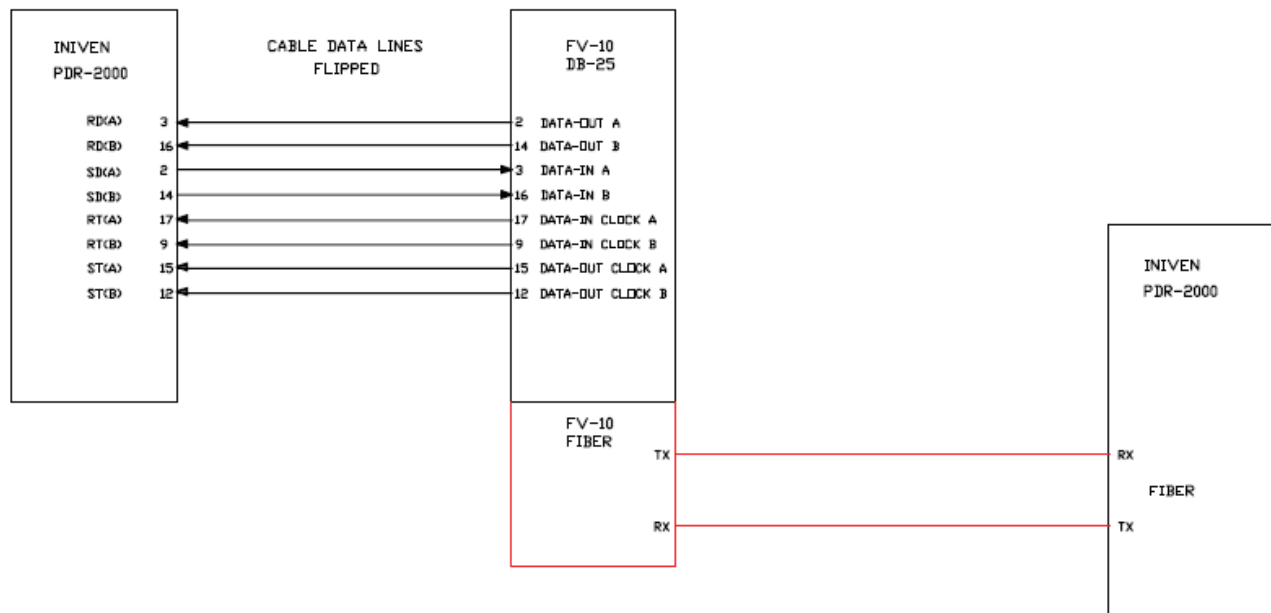 INIVEN
PDR-2000
CABLE DATA LINES
FLIPPED
FV-10
DB-25
RD(A) 3 2 DATA-OUT A
RD(B) 16 14 DATA-OUT B
SD(A) 2 3 DATA-IN A
SD(B) 14 16 DATA-IN B
RT(A) 17 17 DATA-IN CLOCK A
RT(B) 9 9 DATA-IN CLOCK B
ST(A) 15 15 DATA-OUT CLOCK A
ST(B) 12 12 DATA-OUT CLOCK B
INIVEN
PDR-2000
FV-10
FIBER
TX RX
FIBER
RX TX